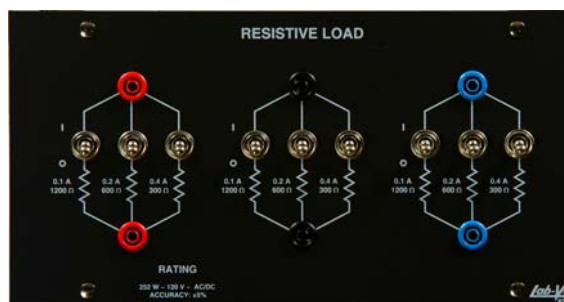 RESISTIVE LOAD
I I I
O O O
0.1 A 0.2 A 0.4 A 0.1 A 0.2 A 0.4 A 0.1 A 0.2 A 0.4 A
1200 Ω 600 Ω 300 Ω 1200 Ω 600 Ω 300 Ω 1200 Ω 600 Ω 300 Ω
RATING
252 W – 120 V – AC/DC
ACCURACY: ±5%